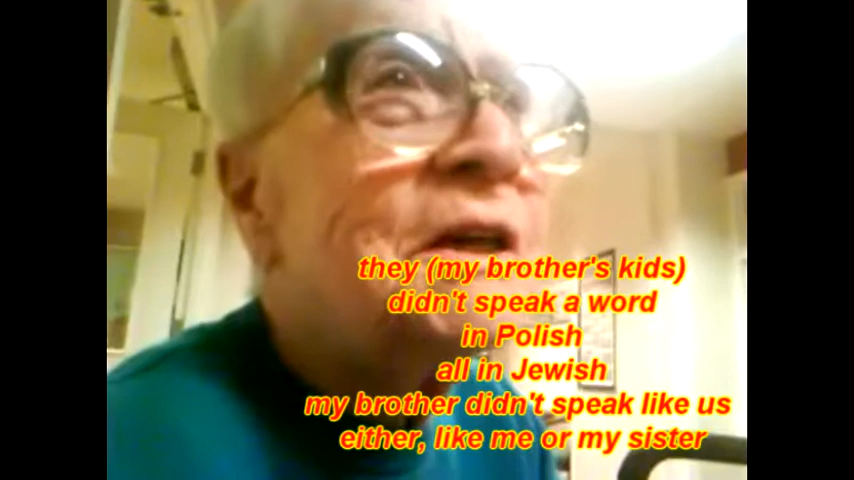 they (my brother's kids)
didn't speak a word
in Polish
all in Jewish
my brother didn't speak like us
either, like me or my sister